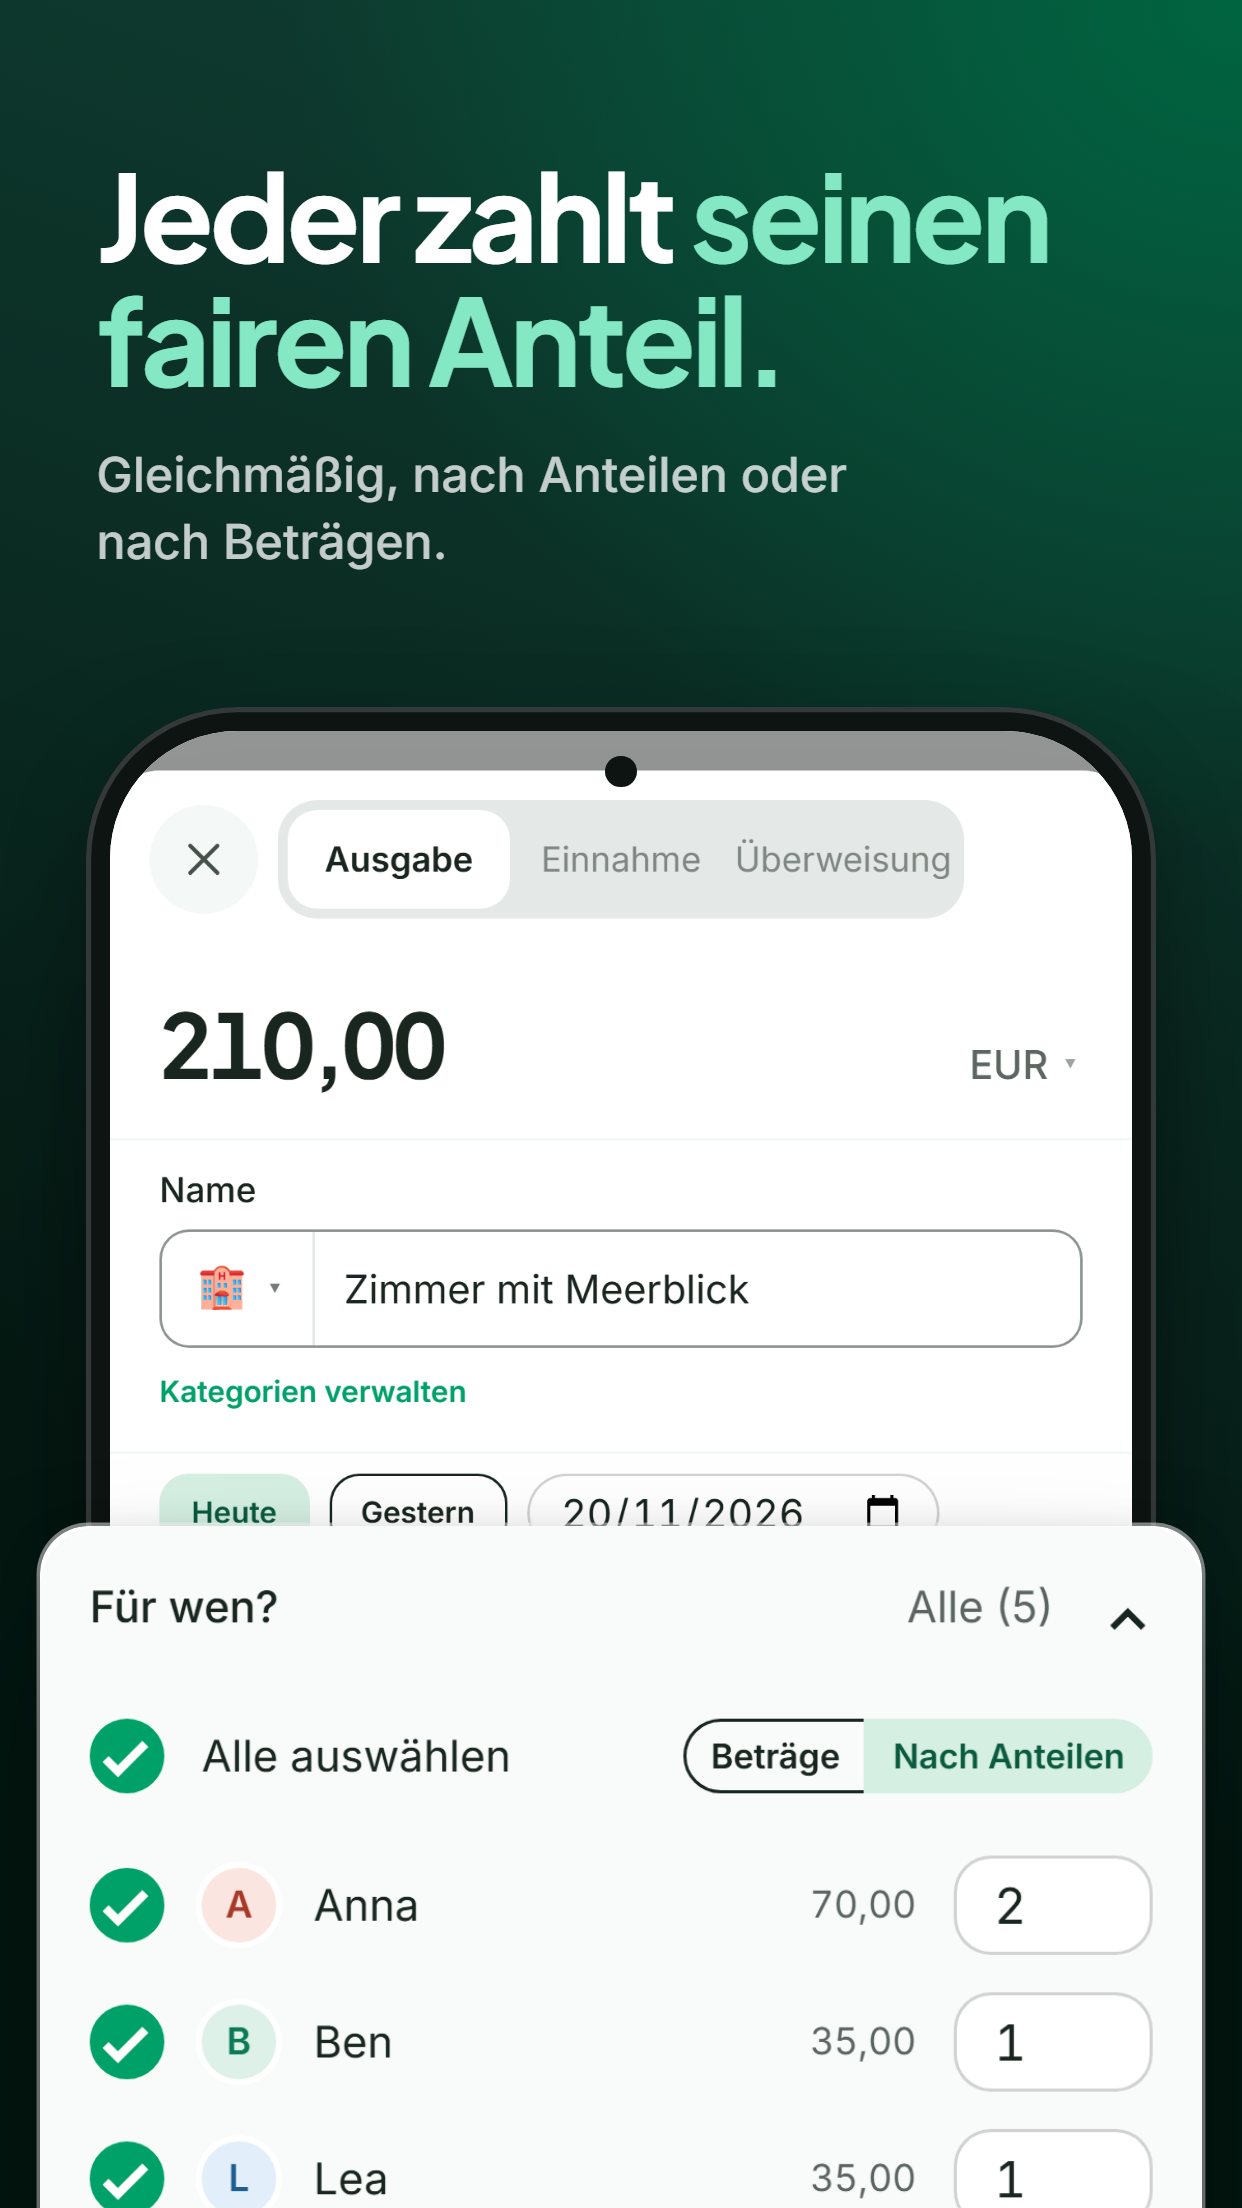 Jeder zahlt seinen
fairen Anteil.
Gleichmäßig, nach Anteilen oder
nach Beträgen.
Ausgabe Einnahme Überweisung
210,00 EUR
Name
H
Zimmer mit Meerblick
Kategorien verwalten
Heute Gestern 20/11/2026
Für wen? Alle (5)
Alle auswählen Beträge Nach Anteilen
A Anna 70,00 2
B Ben 35,00 1
L Lea 35,00 1